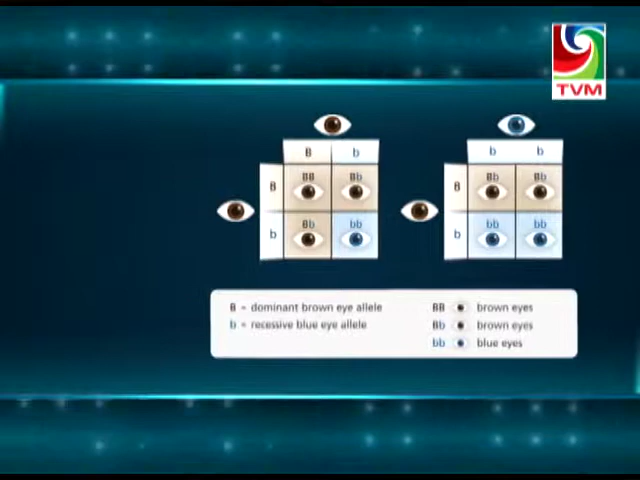 TVM
B b
B BB Bb
b Bb bb
b b
B Bb Bb
b bb bb
B = dominant brown eye allele
b = recessive blue eye allele
BB brown eyes
Bb brown eyes
bb blue eyes